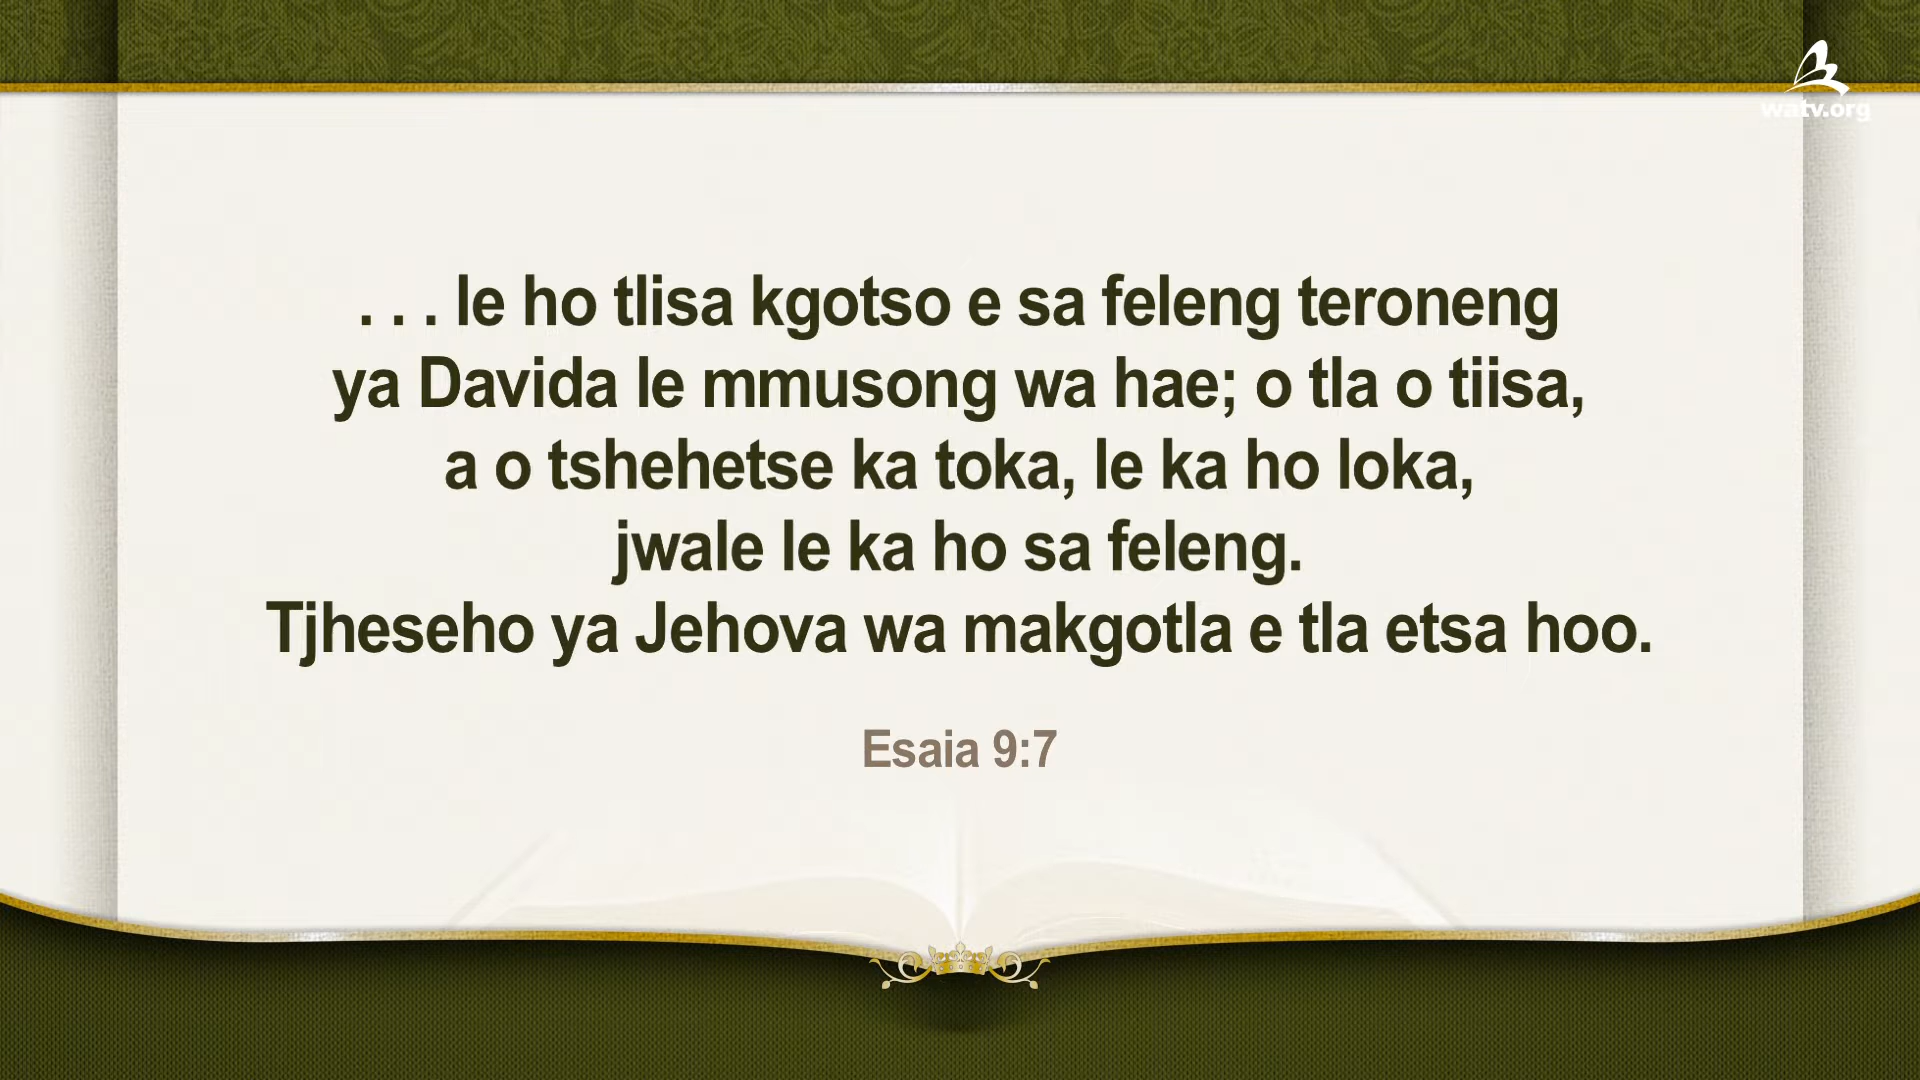 watv.org
. . . le ho tlisa kgotso e sa feleng teroneng
ya Davida le mmusong wa hae; o tla o tiisa,
a o tshehetse ka toka, le ka ho loka,
jwale le ka ho sa feleng.
Tjheseho ya Jehova wa makgotla e tla etsa hoo.
Esaia 9:7